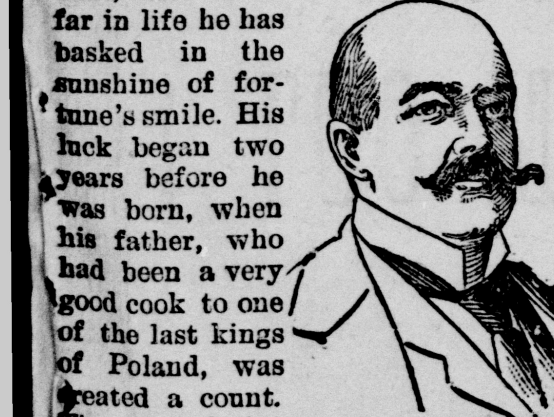 far in life he has
basked in the
sunshine of for-
tune's smile. His
luck began two
years before he
was born, when
his father, who
had been a very
good cook to one
of the last kings
of Poland, was
created a count.